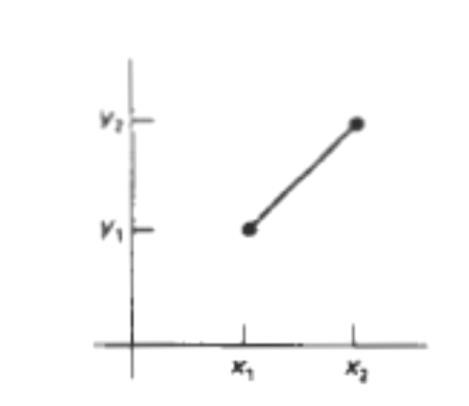 y₂
y₁
x₁ x₂